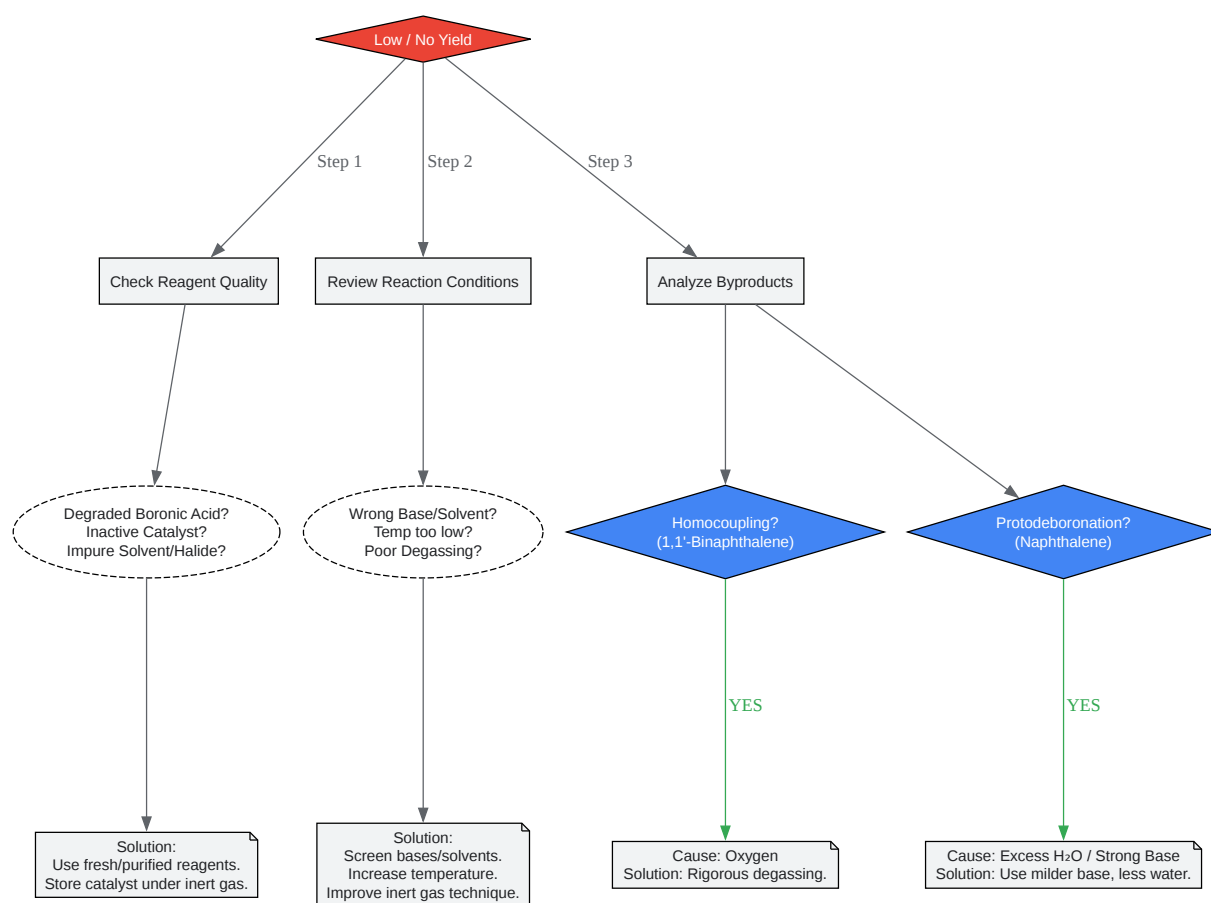 Low / No Yield
Step 1
Step 2
Step 3
Check Reagent Quality
Review Reaction Conditions
Analyze Byproducts
Degraded Boronic Acid?
Inactive Catalyst?
Impure Solvent/Halide?
Wrong Base/Solvent?
Temp too low?
Poor Degassing?
Homocoupling?
(1,1'-Binaphthalene)
Protodeboronation?
(Naphthalene)
YES
YES
Solution:
Use fresh/purified reagents.
Store catalyst under inert gas.
Solution:
Screen bases/solvents.
Increase temperature.
Improve inert gas technique.
Cause: Oxygen
Solution: Rigorous degassing.
Cause: Excess H₂O / Strong Base
Solution: Use milder base, less water.